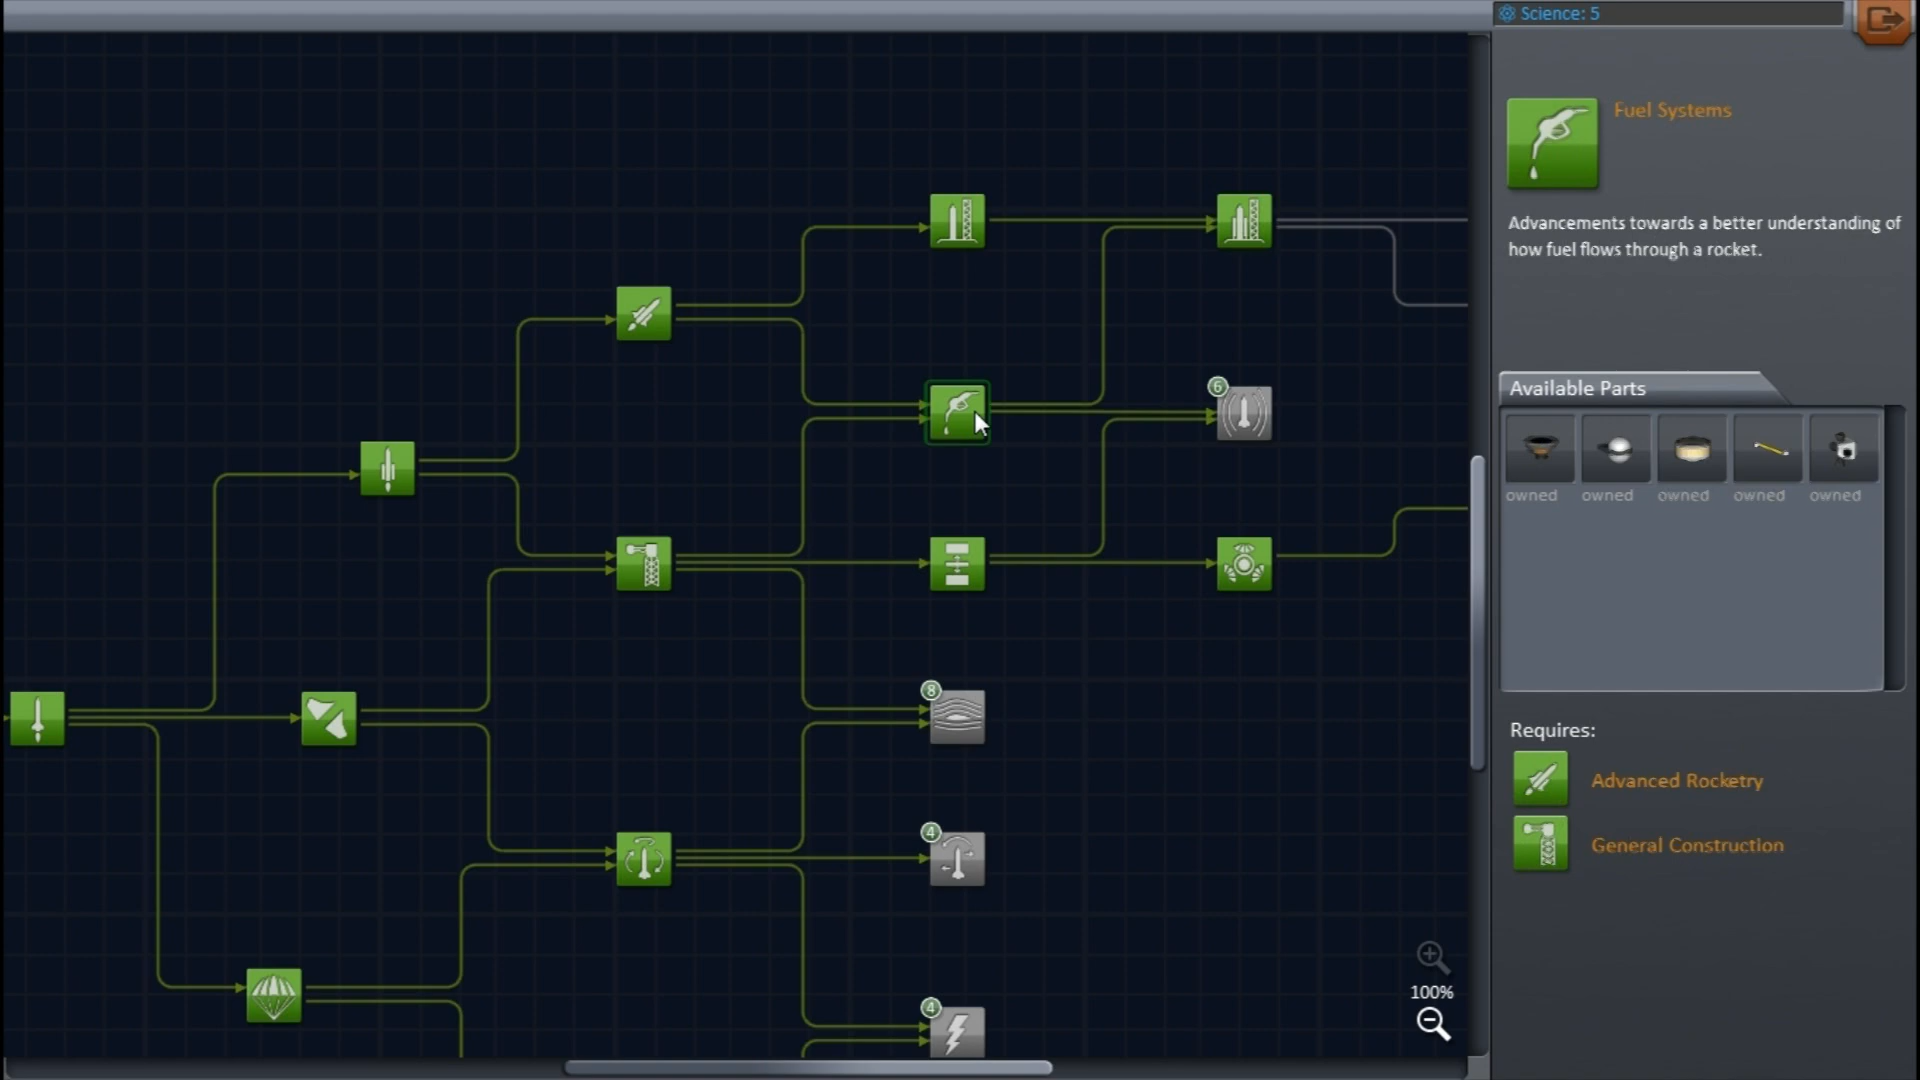 Science: 5
Fuel Systems
Advancements towards a better understanding of
how fuel flows through a rocket.
Available Parts
owned owned owned owned owned
Requires:
Advanced Rocketry
General Construction
6
8
4
4
100%